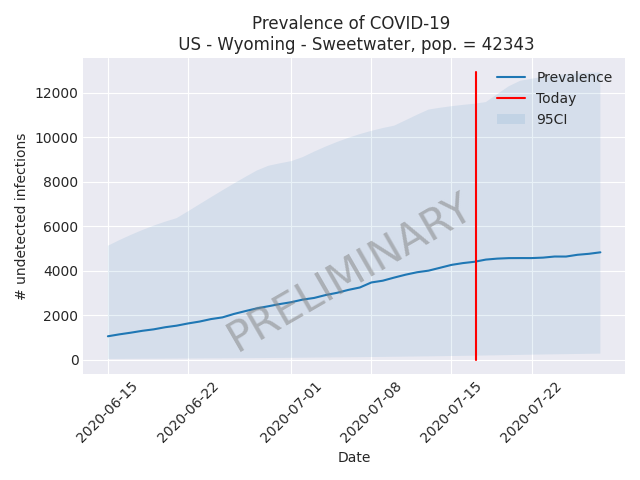 Prevalence of COVID-19
US - Wyoming - Sweetwater, pop. = 42343
Prevalence
Today
95CI
PRELIMINARY
# undetected infections
12000
10000
8000
6000
4000
2000
0
2020-06-15
2020-06-22
2020-07-01
2020-07-08
2020-07-15
2020-07-22
Date